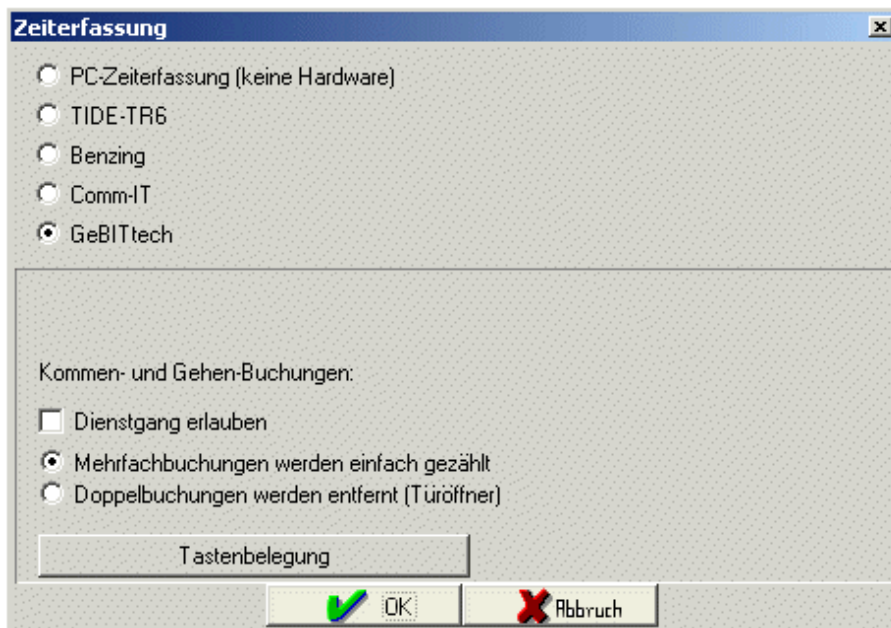 Zeiterfassung
PC-Zeiterfassung (keine Hardware)
TIDE-TR6
Benzing
Comm-IT
GeBITtech
Kommen- und Gehen-Buchungen:
Dienstgang erlauben
Mehrfachbuchungen werden einfach gezählt
Doppelbuchungen werden entfernt (Türöffner)
Tastenbelegung
OK Abbruch